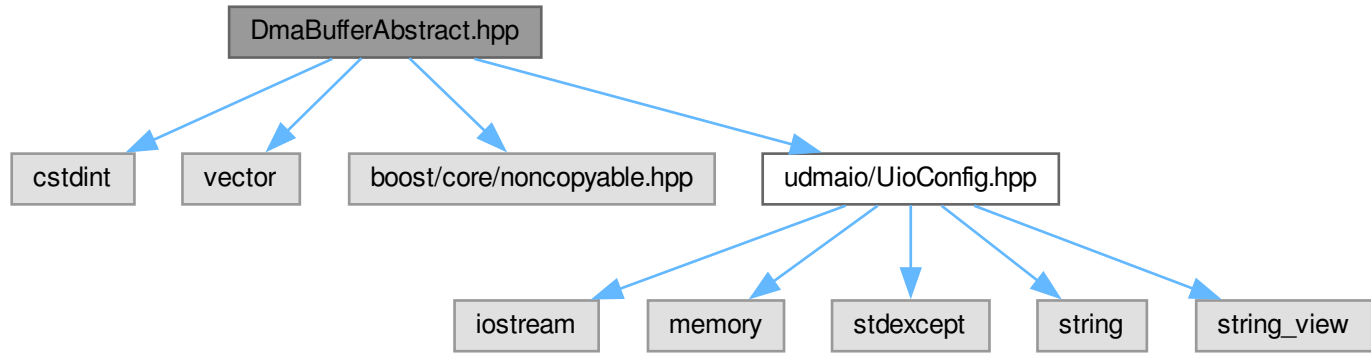 DmaBufferAbstract.hpp
cstdint
vector
boost/core/noncopyable.hpp
udmaio/UioConfig.hpp
iostream
memory
stdexcept
string
string_view